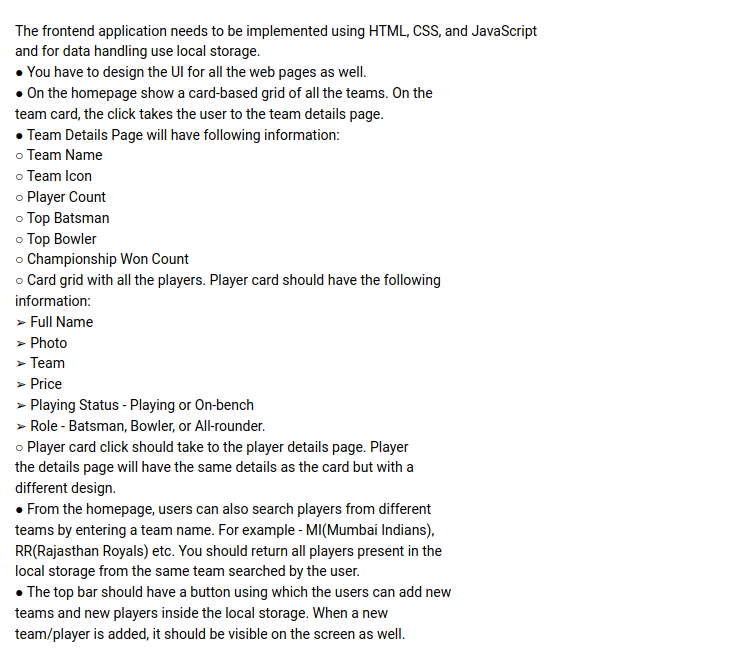 The frontend application needs to be implemented using HTML, CSS, and JavaScript
and for data handling use local storage.
● You have to design the UI for all the web pages as well.
● On the homepage show a card-based grid of all the teams. On the
team card, the click takes the user to the team details page.
● Team Details Page will have following information:
○ Team Name
○ Team Icon
○ Player Count
○ Top Batsman
○ Top Bowler
○ Championship Won Count
○ Card grid with all the players. Player card should have the following
information:
➢ Full Name
➢ Photo
➢ Team
➢ Price
➢ Playing Status - Playing or On-bench
➢ Role - Batsman, Bowler, or All-rounder.
○ Player card click should take to the player details page. Player
the details page will have the same details as the card but with a
different design.
● From the homepage, users can also search players from different
teams by entering a team name. For example - MI(Mumbai Indians),
RR(Rajasthan Royals) etc. You should return all players present in the
local storage from the same team searched by the user.
● The top bar should have a button using which the users can add new
teams and new players inside the local storage. When a new
team/player is added, it should be visible on the screen as well.